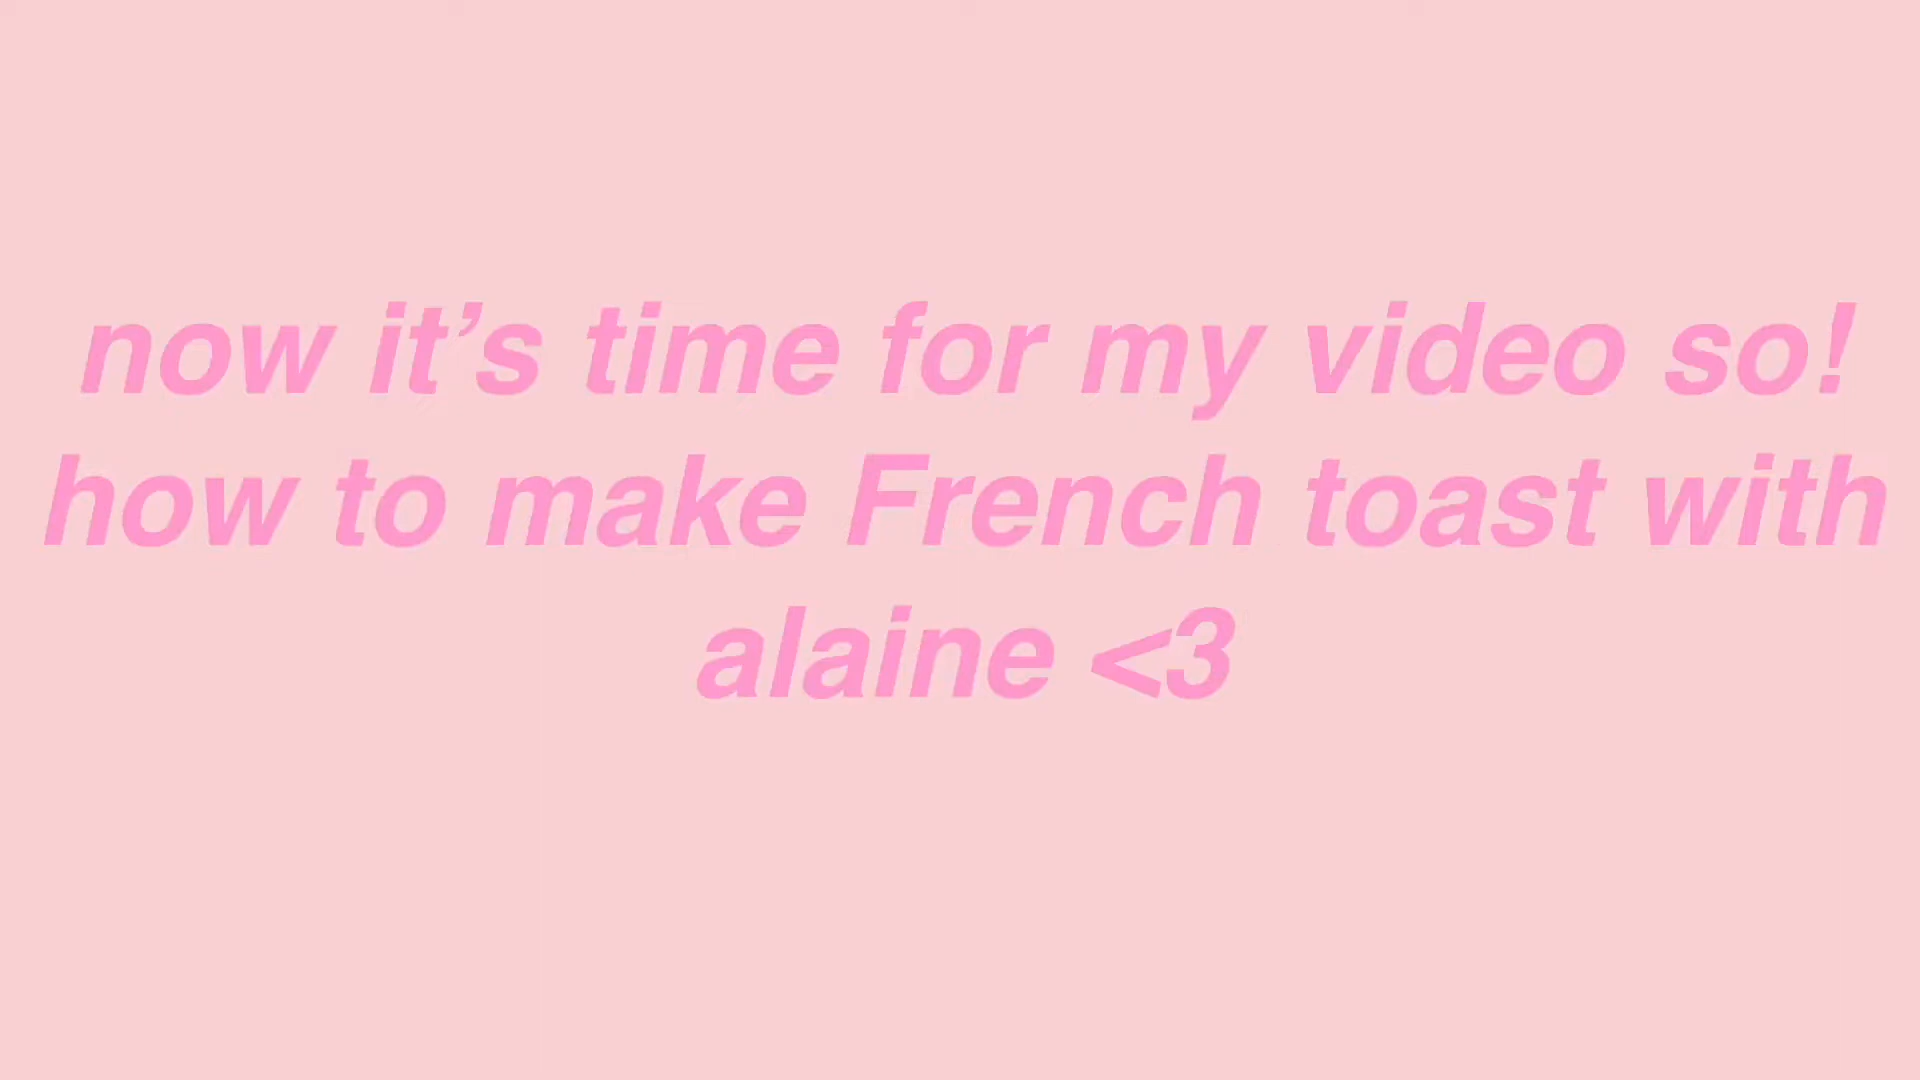 now it’s time for my video so!
how to make French toast with
alaine <3